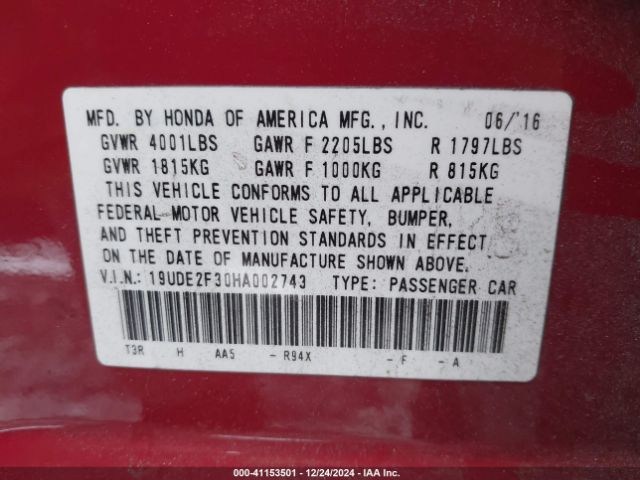 MFD. BY HONDA OF AMERICA MFG., INC. 06/'16
GVWR 4001LBS GAWR F 2205LBS R 1797LBS
GVWR 1815KG GAWR F 1000KG R 815KG
THIS VEHICLE CONFORMS TO ALL APPLICABLE
FEDERAL MOTOR VEHICLE SAFETY, BUMPER,
AND THEFT PREVENTION STANDARDS IN EFFECT
ON THE DATE OF MANUFACTURE SHOWN ABOVE.
V.I.N.: 19UDE2F30HA002743 TYPE: PASSENGER CAR
T3R H AA5 - R94X - F - A
00-41153501 - 12/24/2024 - IAA Inc.